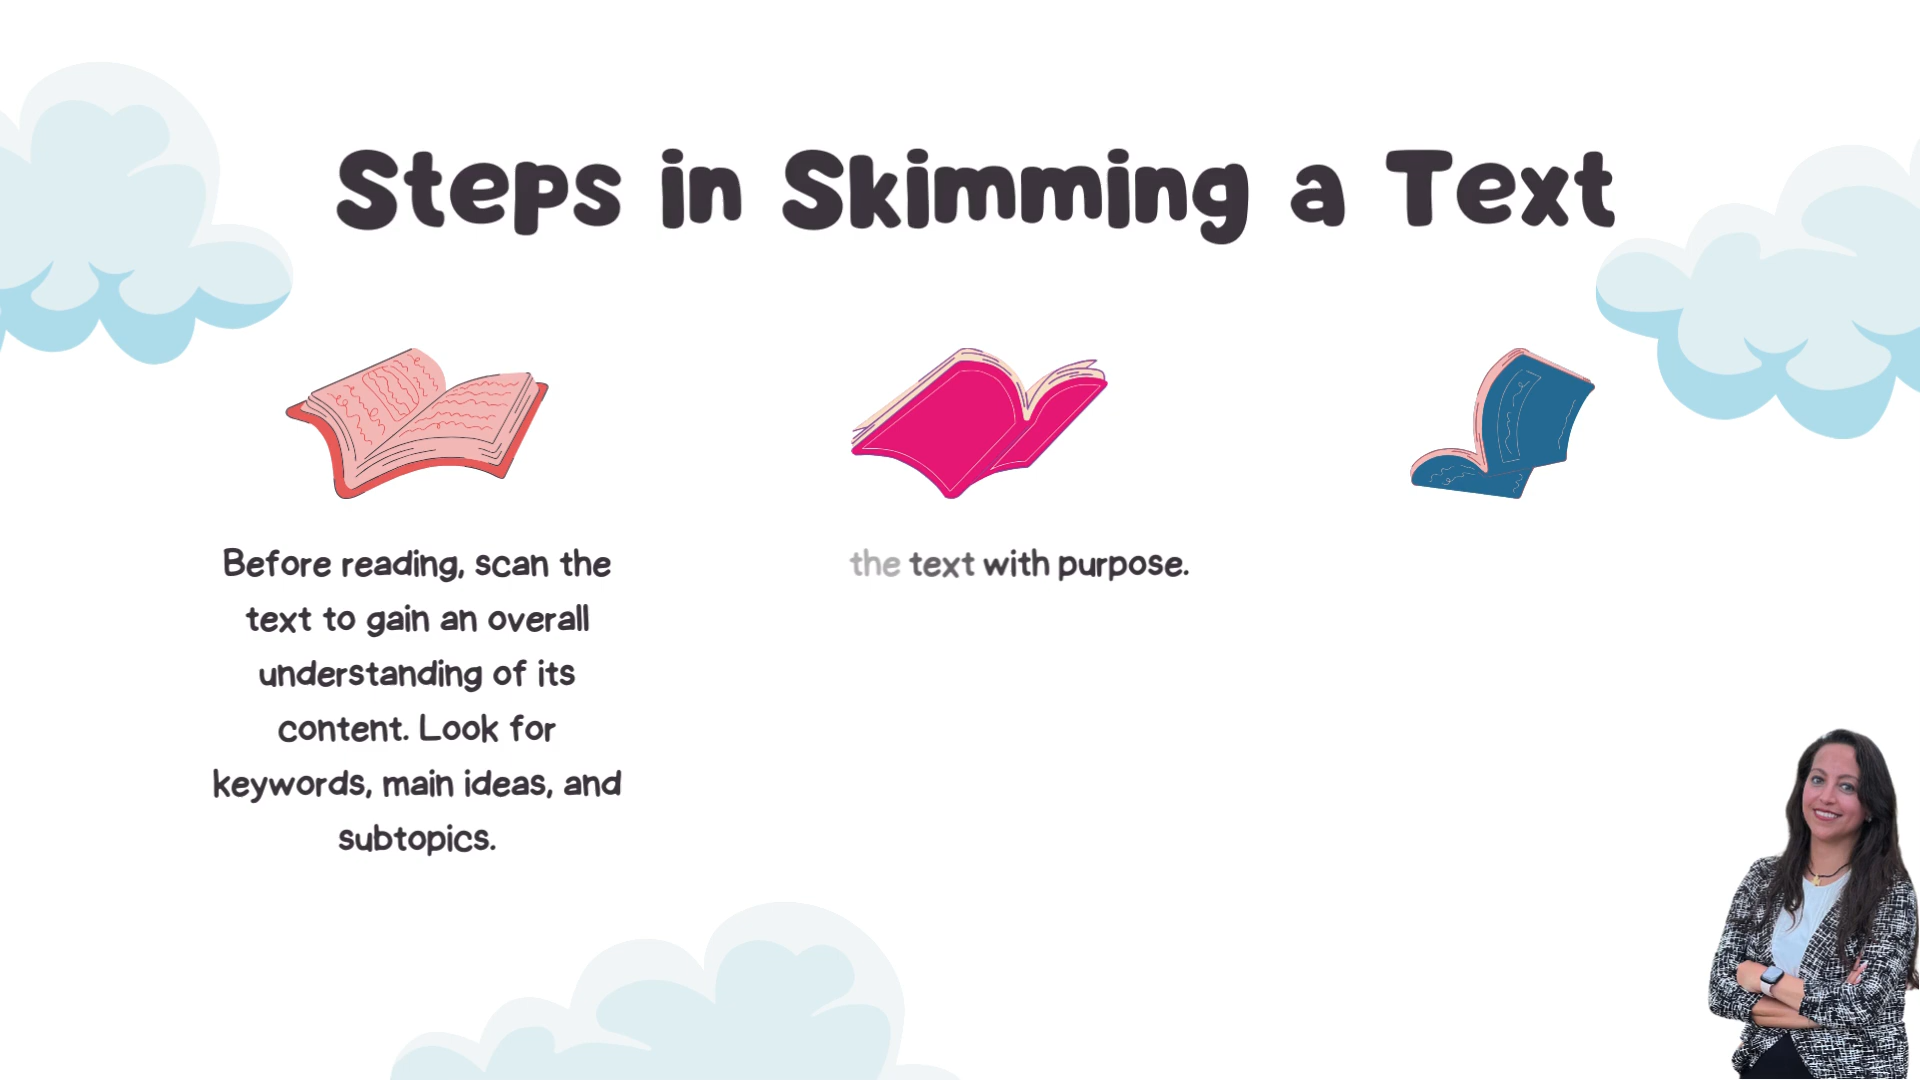 Steps in Skimming a Text
Before reading, scan the
text to gain an overall
understanding of its
content. Look for
keywords, main ideas, and
subtopics.
the text with purpose.